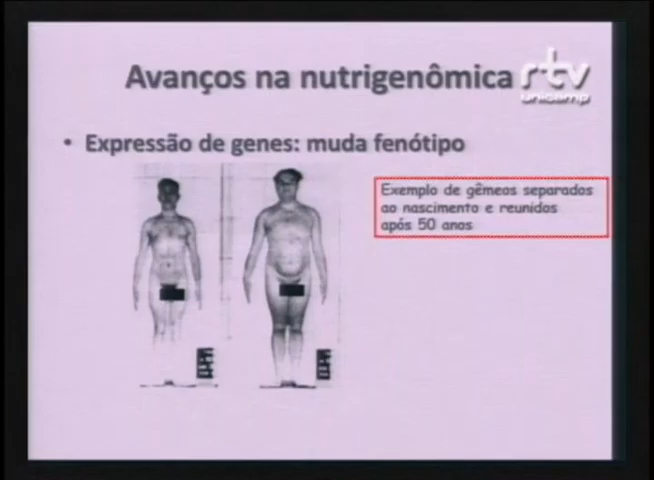 Avanços na nutrigenômica
rtv
unicamp
• Expressão de genes: muda fenótipo
Exemplo de gêmeos separados
ao nascimento e reunidos
após 50 anos